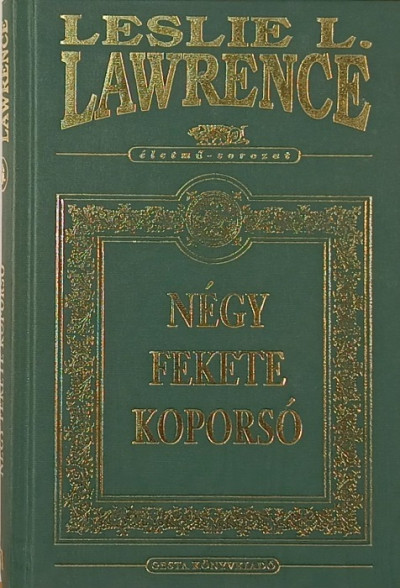 LESLIE L.
LAWRENCE
életmű-sorozat
NÉGY
FEKETE
KOPORSÓ
GESTA KÖNYVKIADÓ
LAWRENCE
NÉGY FEKETE KOPORSÓ